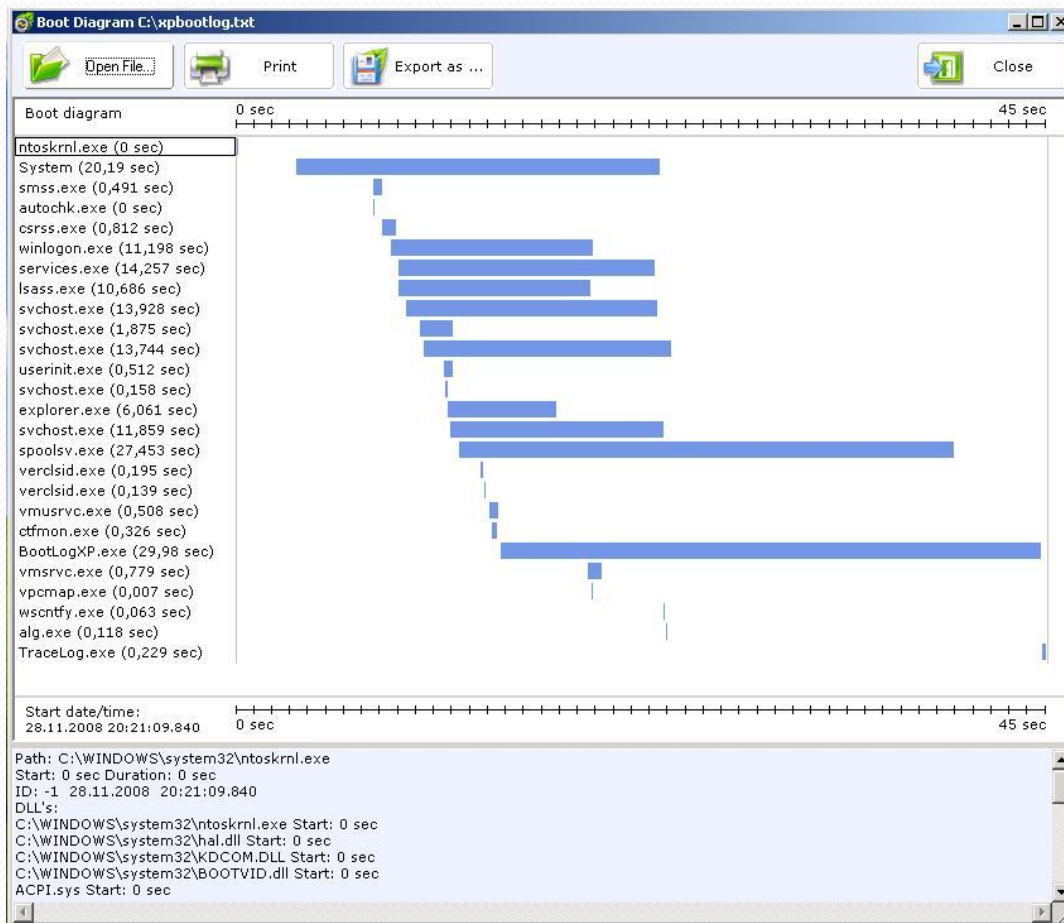 Boot Diagram C:\xpbootlog.txt
Open File...
Print
Export as ...
Close
Boot diagram
0 sec
45 sec
ntoskrnl.exe (0 sec)
System (20,19 sec)
smss.exe (0,491 sec)
autochk.exe (0 sec)
csrss.exe (0,812 sec)
winlogon.exe (11,198 sec)
services.exe (14,257 sec)
lsass.exe (10,686 sec)
svchost.exe (13,928 sec)
svchost.exe (1,875 sec)
svchost.exe (13,744 sec)
userinit.exe (0,512 sec)
svchost.exe (0,158 sec)
explorer.exe (6,061 sec)
svchost.exe (11,859 sec)
spoolsv.exe (27,453 sec)
verclsid.exe (0,195 sec)
verclsid.exe (0,139 sec)
vmusrvc.exe (0,508 sec)
ctfmon.exe (0,326 sec)
BootLogXP.exe (29,98 sec)
vmsrvc.exe (0,779 sec)
vpcmap.exe (0,007 sec)
wscntfy.exe (0,063 sec)
alg.exe (0,118 sec)
TraceLog.exe (0,229 sec)
Start date/time:
28.11.2008 20:21:09.840
0 sec
45 sec
Path: C:\WINDOWS\system32\ntoskrnl.exe
Start: 0 sec Duration: 0 sec
ID: -1 28.11.2008 20:21:09.840
DLL's:
C:\WINDOWS\system32\ntoskrnl.exe Start: 0 sec
C:\WINDOWS\system32\hal.dll Start: 0 sec
C:\WINDOWS\system32\KDCOM.DLL Start: 0 sec
C:\WINDOWS\system32\BOOTVID.dll Start: 0 sec
ACPI.sys Start: 0 sec